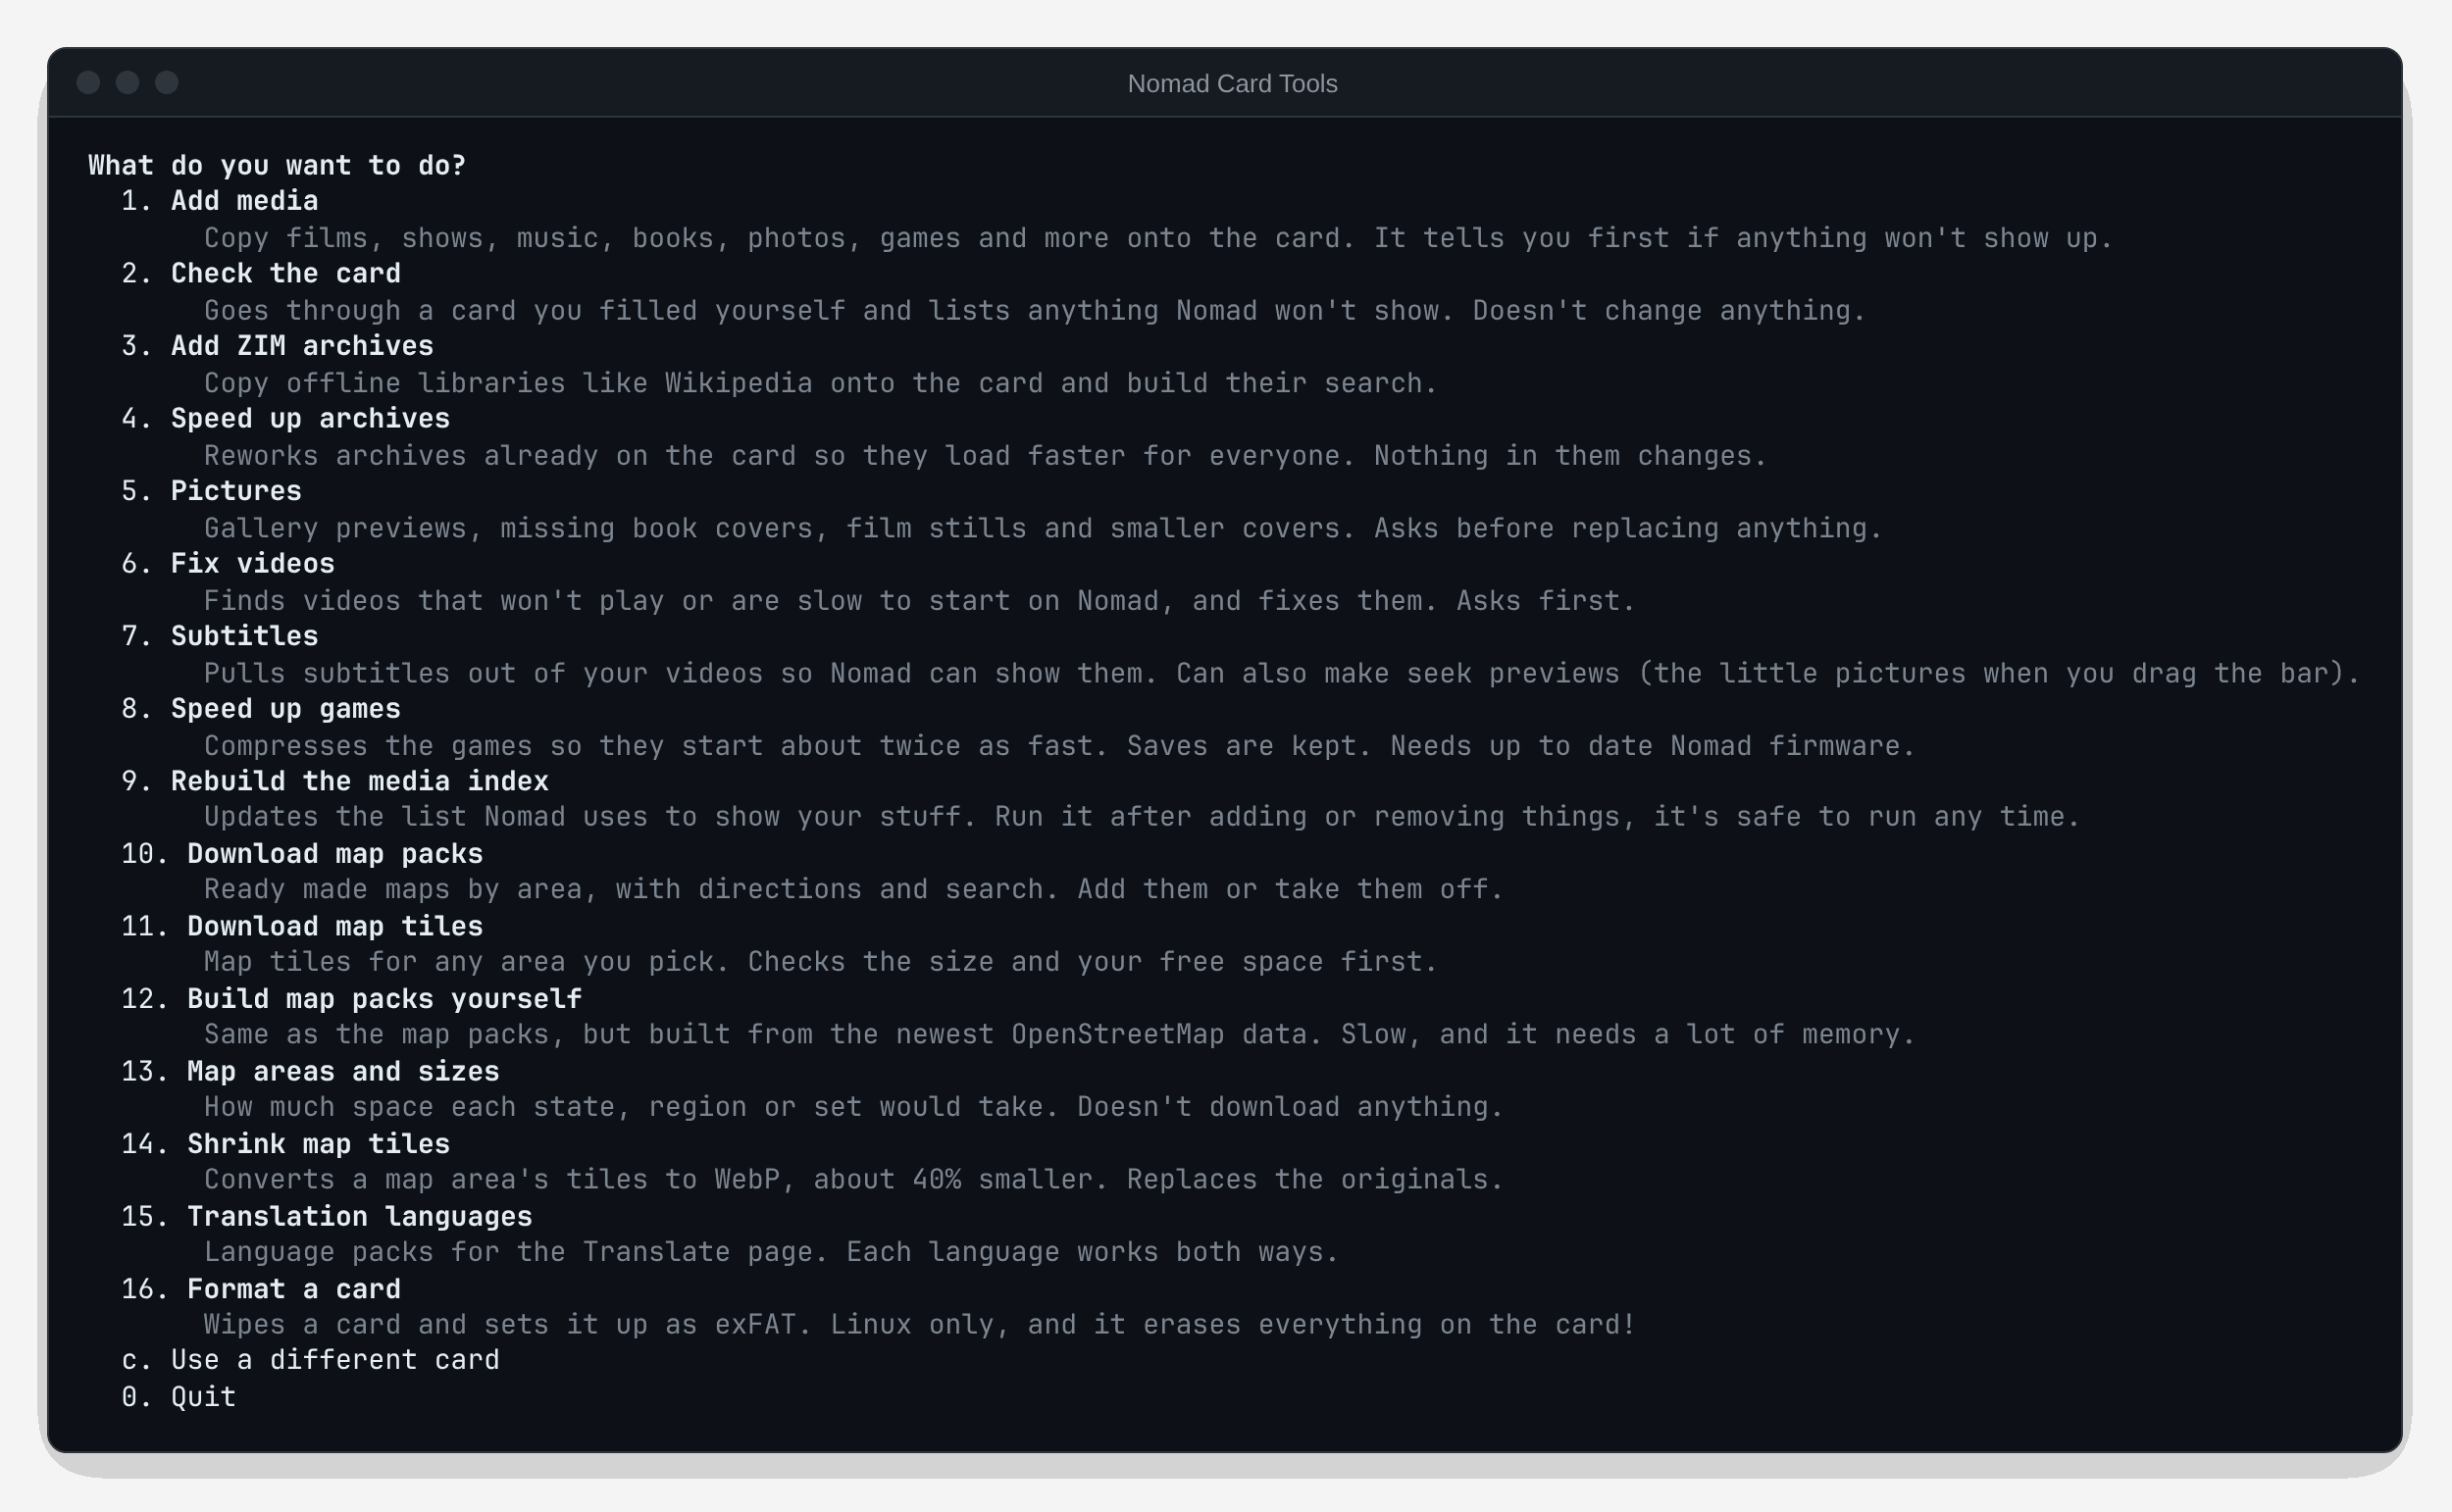 Nomad Card Tools
What do you want to do?
1. Add media
Copy films, shows, music, books, photos, games and more onto the card. It tells you first if anything won't show up.
2. Check the card
Goes through a card you filled yourself and lists anything Nomad won't show. Doesn't change anything.
3. Add ZIM archives
Copy offline libraries like Wikipedia onto the card and build their search.
4. Speed up archives
Reworks archives already on the card so they load faster for everyone. Nothing in them changes.
5. Pictures
Gallery previews, missing book covers, film stills and smaller covers. Asks before replacing anything.
6. Fix videos
Finds videos that won't play or are slow to start on Nomad, and fixes them. Asks first.
7. Subtitles
Pulls subtitles out of your videos so Nomad can show them. Can also make seek previews (the little pictures when you drag the bar).
8. Speed up games
Compresses the games so they start about twice as fast. Saves are kept. Needs up to date Nomad firmware.
9. Rebuild the media index
Updates the list Nomad uses to show your stuff. Run it after adding or removing things, it's safe to run any time.
10. Download map packs
Ready made maps by area, with directions and search. Add them or take them off.
11. Download map tiles
Map tiles for any area you pick. Checks the size and your free space first.
12. Build map packs yourself
Same as the map packs, but built from the newest OpenStreetMap data. Slow, and it needs a lot of memory.
13. Map areas and sizes
How much space each state, region or set would take. Doesn't download anything.
14. Shrink map tiles
Converts a map area's tiles to WebP, about 40% smaller. Replaces the originals.
15. Translation languages
Language packs for the Translate page. Each language works both ways.
16. Format a card
Wipes a card and sets it up as exFAT. Linux only, and it erases everything on the card!
c. Use a different card
0. Quit